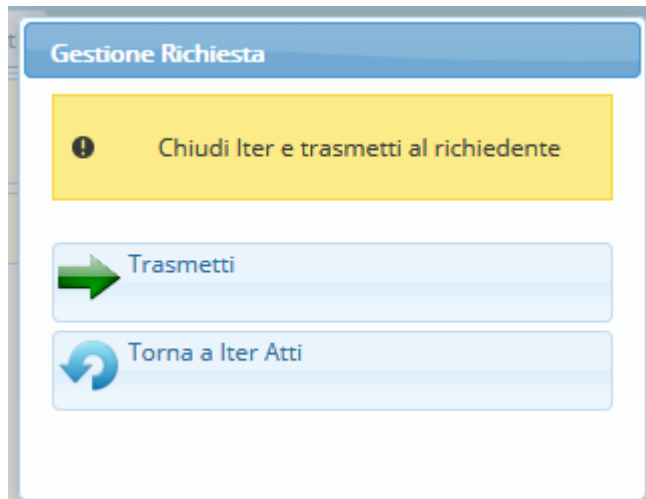 Gestione Richiesta
Chiudi Iter e trasmetti al richiedente
Trasmetti
Torna a Iter Atti